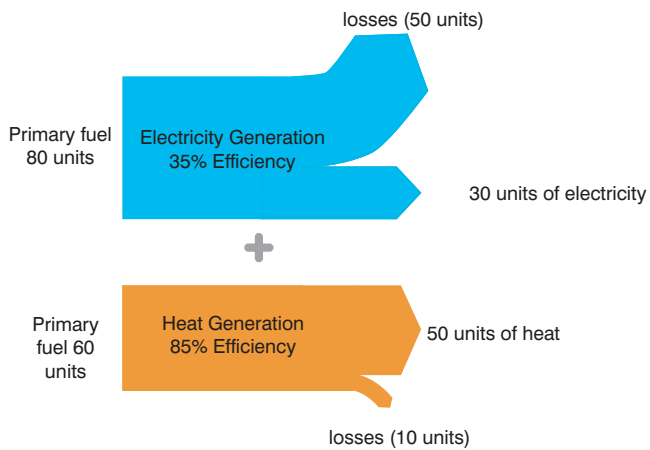 losses (50 units)
Primary fuel
80 units
Electricity Generation
35% Efficiency
30 units of electricity
Primary
fuel 60
units
Heat Generation
85% Efficiency
50 units of heat
losses (10 units)